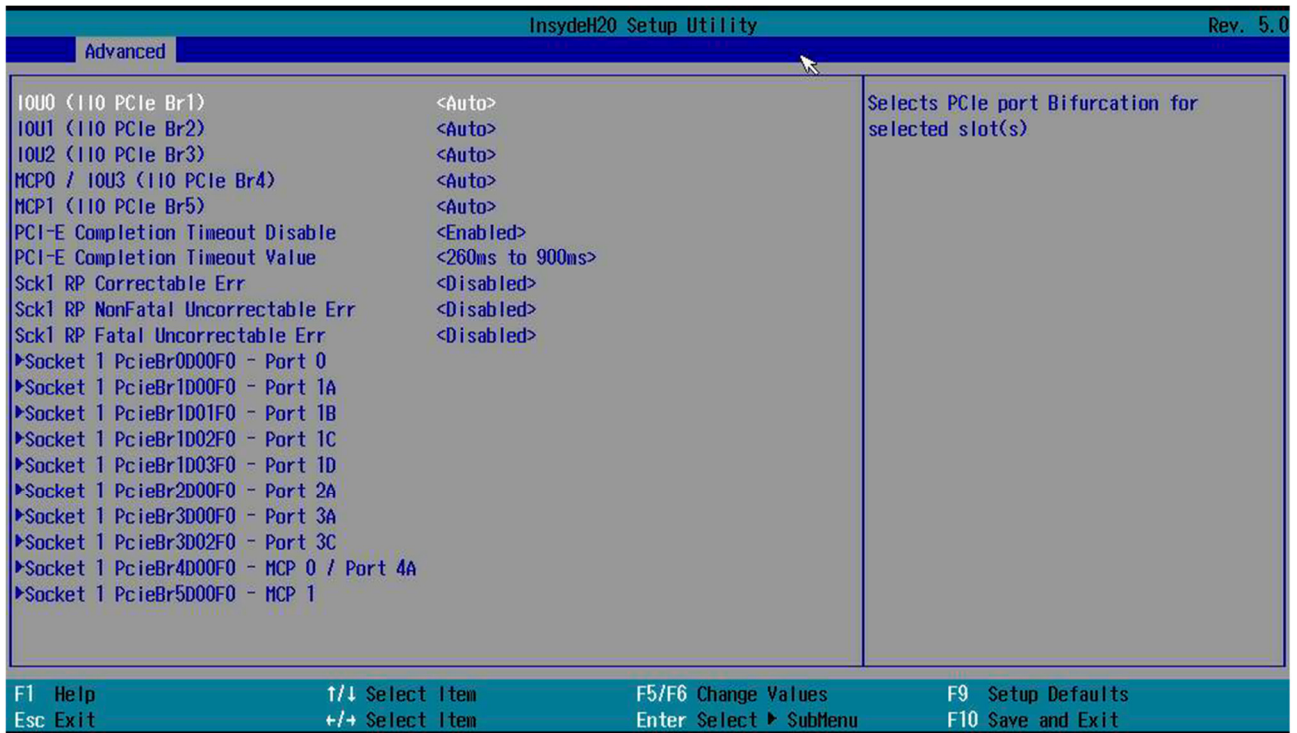 InsydeH2O Setup Utility Rev. 5.0
Advanced
IOU0 (IIO PCIe Br1) <Auto>
IOU1 (IIO PCIe Br2) <Auto>
IOU2 (IIO PCIe Br3) <Auto>
MCP0 / IOU3 (IIO PCIe Br4) <Auto>
MCP1 (IIO PCIe Br5) <Auto>
PCI-E Completion Timeout Disable <Enabled>
PCI-E Completion Timeout Value <260ms to 900ms>
Sck1 RP Correctable Err <Disabled>
Sck1 RP NonFatal Uncorrectable Err <Disabled>
Sck1 RP Fatal Uncorrectable Err <Disabled>
▶Socket 1 PcieBr0D00F0 - Port 0
▶Socket 1 PcieBr1D00F0 - Port 1A
▶Socket 1 PcieBr1D01F0 - Port 1B
▶Socket 1 PcieBr1D02F0 - Port 1C
▶Socket 1 PcieBr1D03F0 - Port 1D
▶Socket 1 PcieBr2D00F0 - Port 2A
▶Socket 1 PcieBr3D00F0 - Port 3A
▶Socket 1 PcieBr3D02F0 - Port 3C
▶Socket 1 PcieBr4D00F0 - MCP 0 / Port 4A
▶Socket 1 PcieBr5D00F0 - MCP 1
Selects PCIe port Bifurcation for
selected slot(s)
F1 Help ↑/↓ Select Item F5/F6 Change Values F9 Setup Defaults
Esc Exit ←/→ Select Item Enter Select ▶ SubMenu F10 Save and Exit